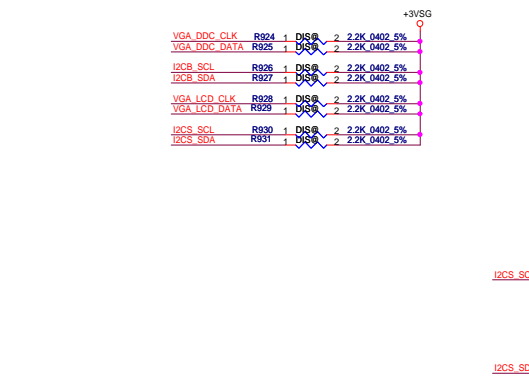 +3VSG
VGA_DDC_CLK R924 1 DIS@ 2 2.2K_0402_5%
VGA_DDC_DATA R925 1 DIS@ 2 2.2K_0402_5%
I2CB_SCL R926 1 DIS@ 2 2.2K_0402_5%
I2CB_SDA R927 1 DIS@ 2 2.2K_0402_5%
VGA_LCD_CLK R928 1 DIS@ 2 2.2K_0402_5%
VGA_LCD_DATA R929 1 DIS@ 2 2.2K_0402_5%
I2CS_SCL R930 1 DIS@ 2 2.2K_0402_5%
I2CS_SDA R931 1 DIS@ 2 2.2K_0402_5%
I2CS_SC
I2CS_SD